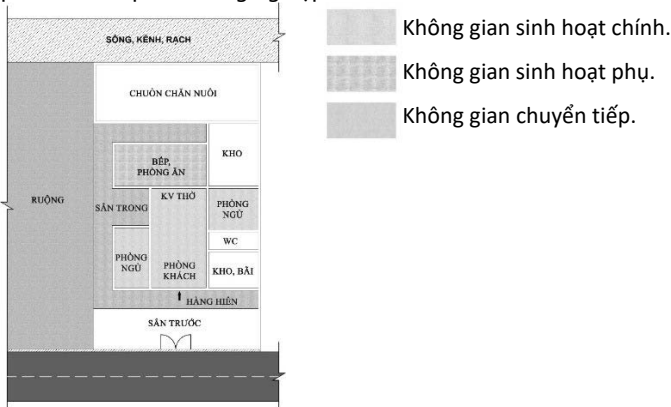 SÔNG, KÊNH, RẠCH
CHUỒN CHĂN NUÔI
BẾP,
PHÒNG ĂN
KHO
RUỘNG
SÂN TRONG
KV THỜ
PHÒNG
NGỦ
WC
PHÒNG
NGỦ
PHÒNG
KHÁCH
KHO, BÃI
HÀNG HIÊN
SÂN TRƯỚC
Không gian sinh hoạt chính.
Không gian sinh hoạt phụ.
Không gian chuyển tiếp.